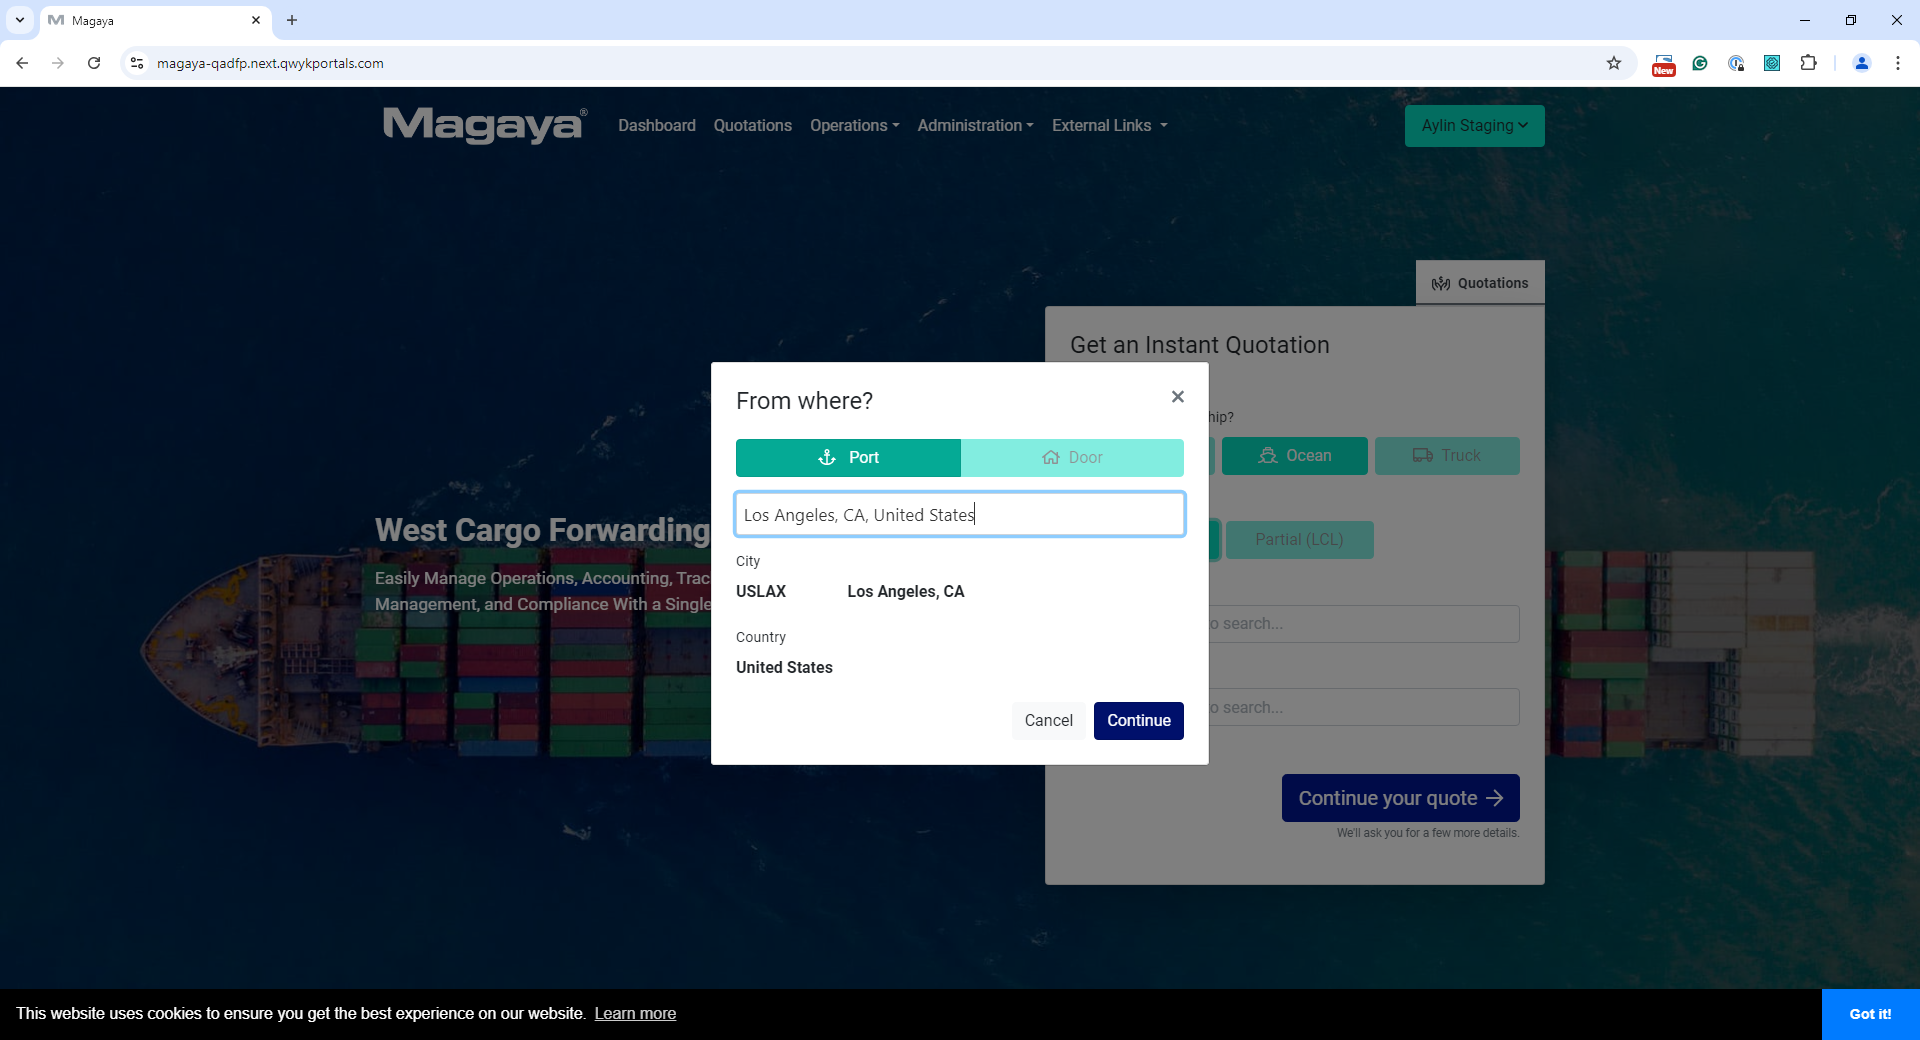 Magaya
magaya-qadfp.next.qwykportals.com
New
Magaya®
Dashboard
Quotations
Operations
Administration
External Links
Aylin Staging
Quotations
Get an Instant Quotation
From where?
hip?
Port
Door
Ocean
Truck
Los Angeles, CA, United States
West Cargo Forwarding
Partial (LCL)
City
Easily Manage Operations, Accounting, Trac
USLAX
Los Angeles, CA
Management, and Compliance With a Single
o search...
Country
United States
o search...
Cancel
Continue
Continue your quote
We'll ask you for a few more details.
This website uses cookies to ensure you get the best experience on our website. Learn more
Got it!